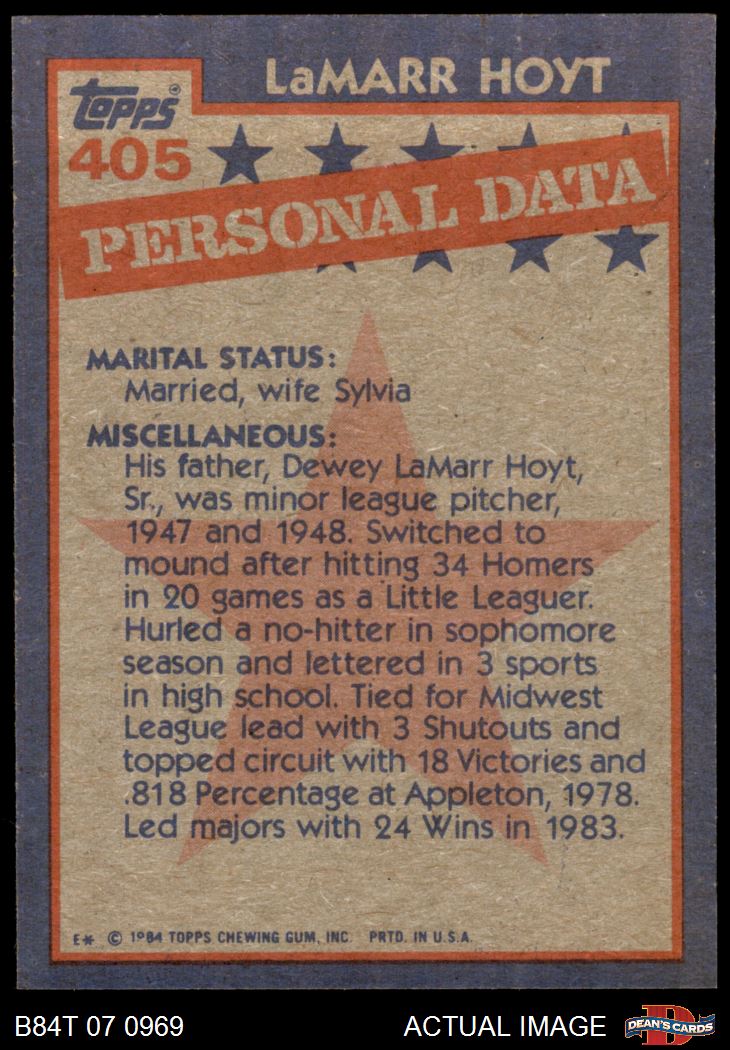 LaMARR HOYT
Topps
405
PERSONAL DATA
MARITAL STATUS:
Married, wife Sylvia
MISCELLANEOUS:
His father, Dewey LaMarr Hoyt,
Sr., was minor league pitcher,
1947 and 1948. Switched to
mound after hitting 34 Homers
in 20 games as a Little Leaguer.
Hurled a no-hitter in sophomore
season and lettered in 3 sports
in high school. Tied for Midwest
League lead with 3 Shutouts and
topped circuit with 18 Victories and
.818 Percentage at Appleton, 1978.
Led majors with 24 Wins in 1983.
E* © 1984 TOPPS CHEWING GUM, INC. PRTD. IN U.S.A.
B84T 07 0969 ACTUAL IMAGE D DEAN'S CARDS